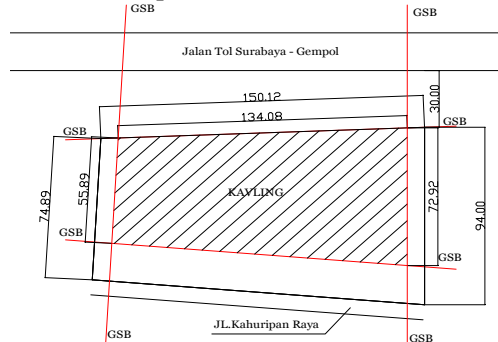 GSB
GSB
Jalan Tol Surabaya - Gempol
150.12
30.00
134.08
GSB
GSB
74.89
55.89
KAVLING
72.92
94.00
GSB
GSB
JL.Kahuripan Raya
GSB
GSB